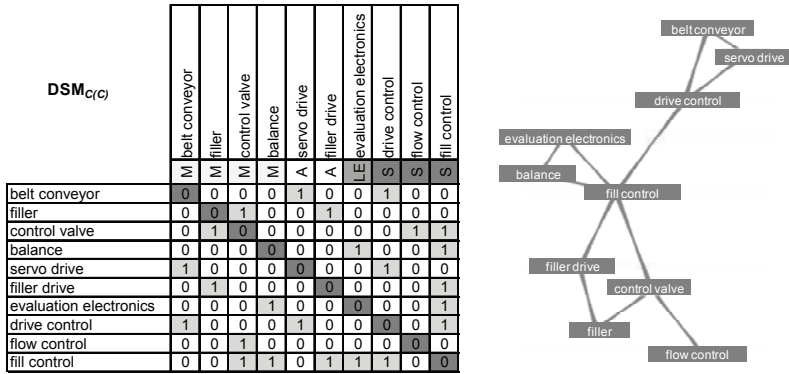 DSM C(C)
belt conveyor
filler
control valve
balance
servo drive
filler drive
evaluation electronics
drive control
flow control
fill control
M M M M A A LE S S S
belt conveyor 0 0 0 0 1 0 0 1 0 0
filler 0 0 1 0 0 1 0 0 0 0
control valve 0 1 0 0 0 0 0 0 1 1
balance 0 0 0 0 0 0 1 0 0 1
servo drive 1 0 0 0 0 0 0 1 0 0
filler drive 0 1 0 0 0 0 0 0 0 1
evaluation electronics 0 0 0 1 0 0 0 0 0 1
drive control 1 0 0 0 1 0 0 0 0 1
flow control 0 0 1 0 0 0 0 0 0 0
fill control 0 0 1 1 0 1 1 1 0 0
belt conveyor
servo drive
drive control
evaluation electronics
balance
fill control
filler drive
control valve
filler
flow control